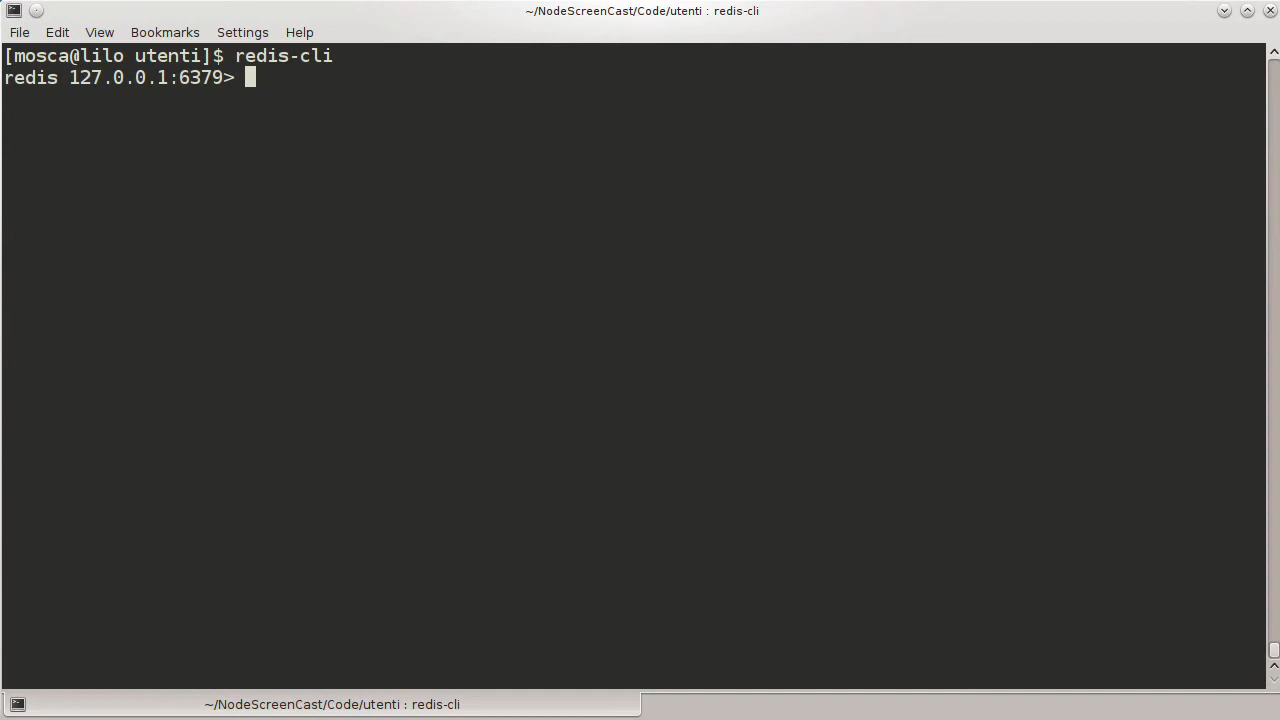 ~/NodeScreenCast/Code/utenti : redis-cli
File Edit View Bookmarks Settings Help
[mosca@lilo utenti]$ redis-cli
redis 127.0.0.1:6379>
~/NodeScreenCast/Code/utenti : redis-cli